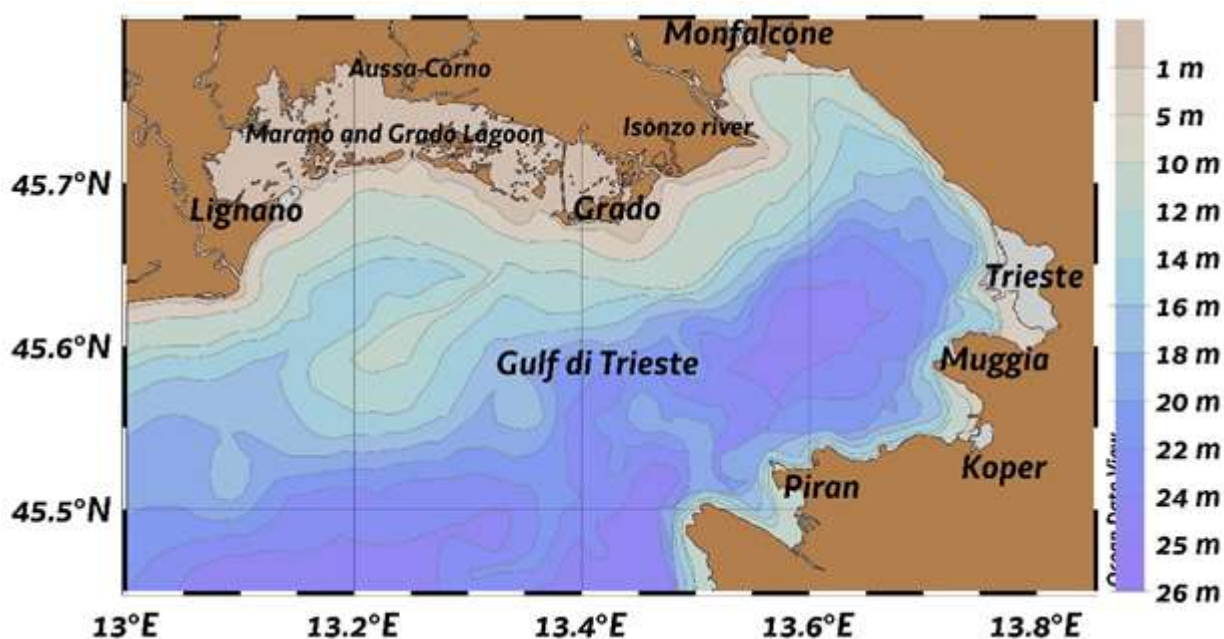 Monfalcone
Aussa-Corno
Marano and Grado Lagoon
Isonzo river
Lignano
Grado
Trieste
Gulf di Trieste
Muggia
Koper
Piran
45.7°N
45.6°N
45.5°N
13°E
13.2°E
13.4°E
13.6°E
13.8°E
1 m
5 m
10 m
12 m
14 m
16 m
18 m
20 m
22 m
24 m
25 m
26 m
Ocean Data View